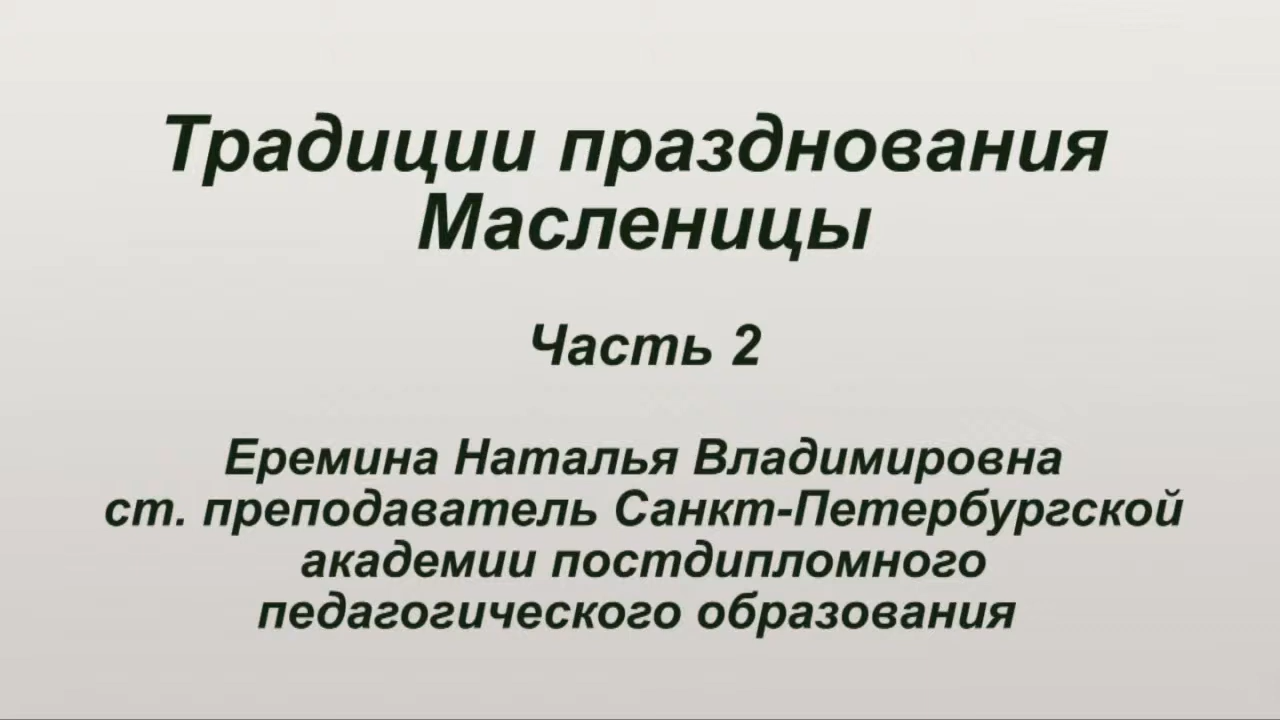 Традиции празднования
Масленицы
Часть 2
Еремина Наталья Владимировна
ст. преподаватель Санкт-Петербургской
академии постдипломного
педагогического образования